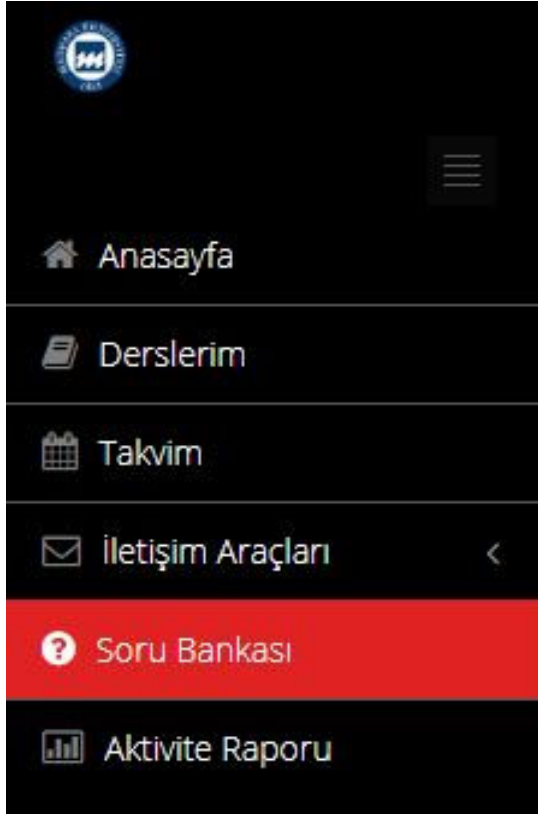 Anasayfa
Derslerim
Takvim
İletişim Araçları
Soru Bankası
Aktivite Raporu